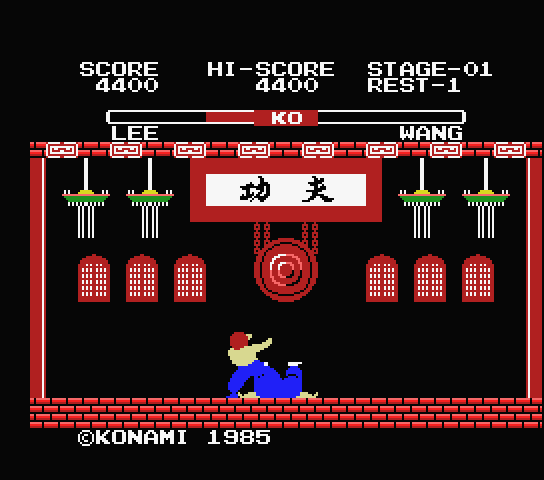 SCORE HI-SCORE STAGE-01
4400 4400 REST-1
KO
LEE WANG
功 夫
©KONAMI 1985